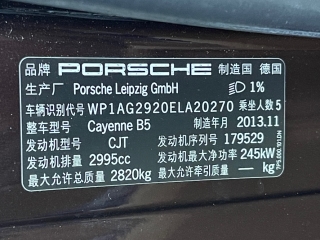 品牌 PORSCHE 制造国 德国
生产厂 Porsche Leipzig GmbH 1%
车辆识别代号 WP1AG2920ELA20270 乘坐人数 5
整车型号 Cayenne B5 制造年月 2013.11
发动机型号 CJT 发动机序列号 179529
发动机排量 2995cc 发动机最大净功率 245kW
最大允许总质量 2820kg 最大允许牵引质量 — kg